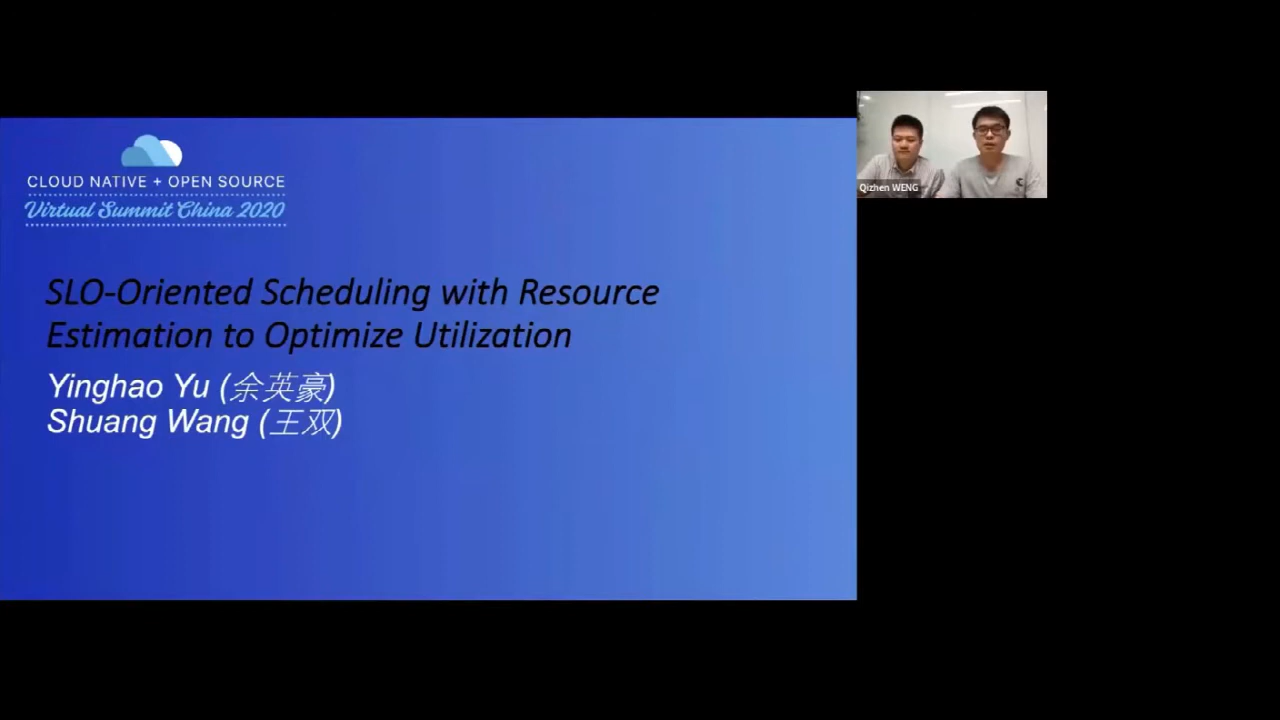 CLOUD NATIVE + OPEN SOURCE
Virtual Summit China 2020
SLO-Oriented Scheduling with Resource
Estimation to Optimize Utilization
Yinghao Yu (余英豪)
Shuang Wang (王双)
Qizhen WENG